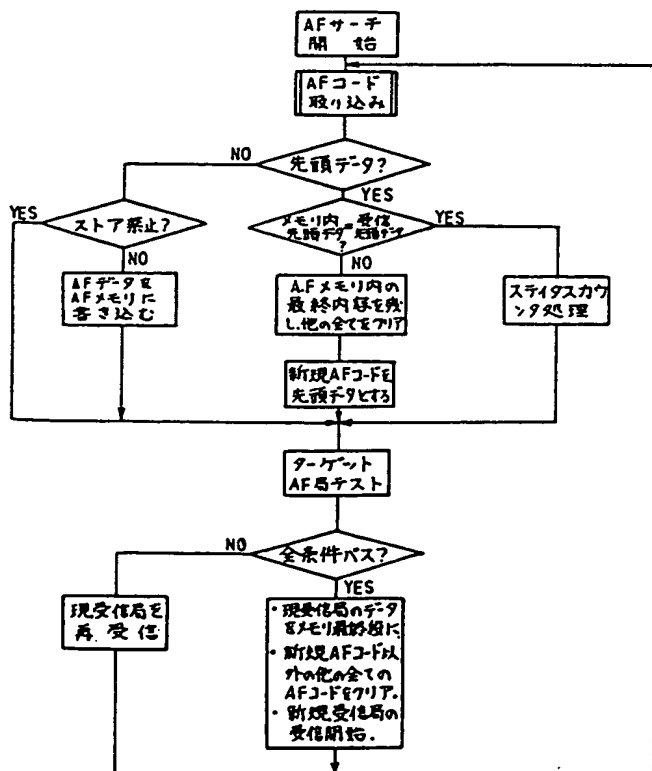 AFサーチ
開始
AFコード
取り込み
先頭データ?
NO
YES
ストア禁止?
YES
NO
メモリ内 = 受信
先頭データ 先頭データ
?
YES
NO
AFデータを
AFメモリに
書き込む
AFメモリ内の
最終内容を残
し、他の全てをクリア
ステイタスカウ
ンタ処理
新規AFコードを
先頭データとする
ターゲット
AF局テスト
全条件パス?
NO
YES
現受信局を
再受信
・現受信局のデータ
をメモリ最終段に
・新規AFコード以
外の他の全ての
AFコードをクリア.
・新規受信局の
受信開始.